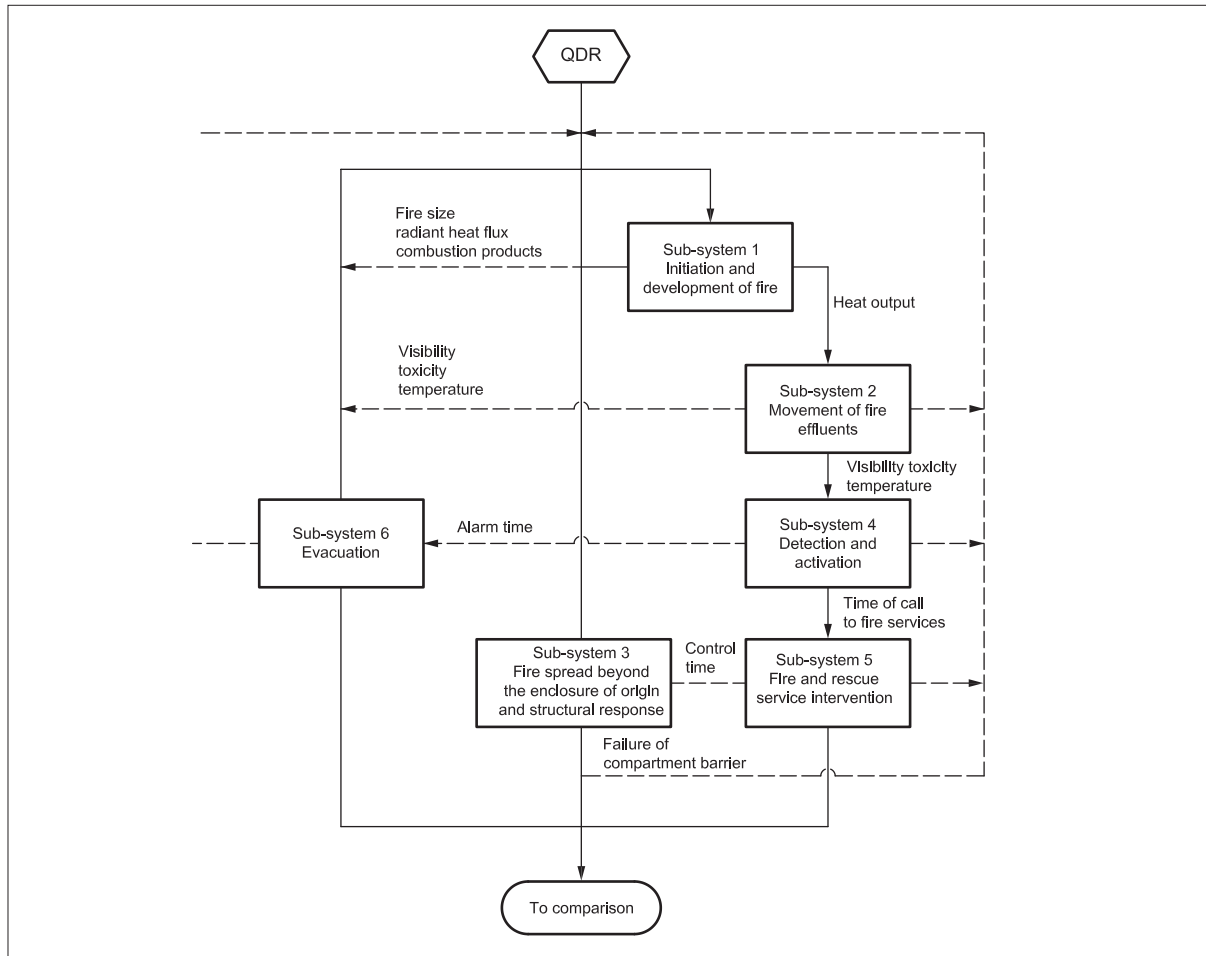 QDR
Fire size
radiant heat flux
combustion products
Sub-system 1
Initiation and
development of fire
Heat output
Visibility
toxicity
temperature
Sub-system 2
Movement of fire
effluents
Visibility toxicity
temperature
Sub-system 6
Evacuation
Alarm time
Sub-system 4
Detection and
activation
Time of call
to fire services
Sub-system 3
Fire spread beyond
the enclosure of origin
and structural response
Control
time
Sub-system 5
Fire and rescue
service intervention
Failure of
compartment barrier
To comparison